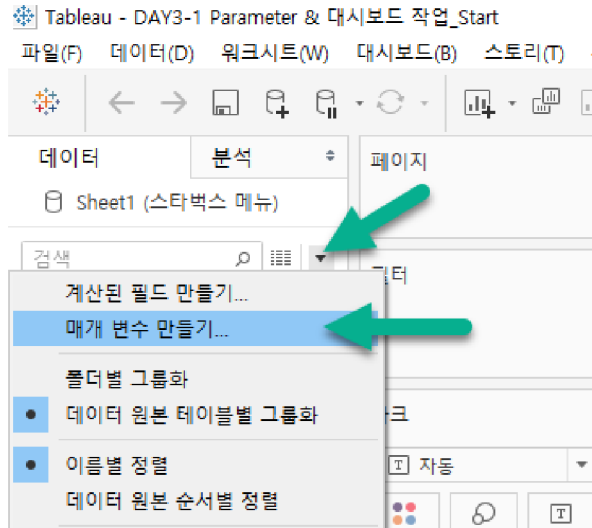 Tableau - DAY3-1 Parameter & 대시보드 작업_Start
파일(F) 데이터(D) 워크시트(W) 대시보드(B) 스토리(T)
데이터 분석 페이지
Sheet1 (스타벅스 메뉴)
검색
계산된 필드 만들기...
매개 변수 만들기...
폴더별 그룹화
데이터 원본 테이블별 그룹화
이름별 정렬
T 자동
데이터 원본 순서별 정렬
T